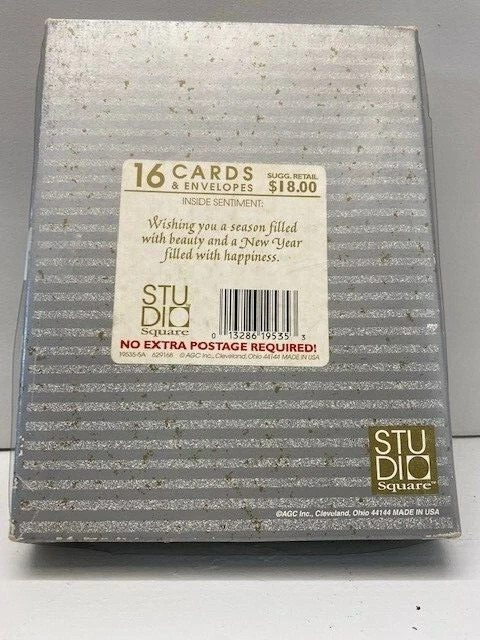 16 CARDS
& ENVELOPES
SUGG. RETAIL
$18.00
INSIDE SENTIMENT:
Wishing you a season filled
with beauty and a New Year
filled with happiness.
STU
DIO
Square
0 13286 19535 3
NO EXTRA POSTAGE REQUIRED!
19535-5A 629168 ©AGC Inc., Cleveland, Ohio 44144 MADE IN USA
STU
DIO
Square™
©AGC Inc., Cleveland, Ohio 44144 MADE IN USA